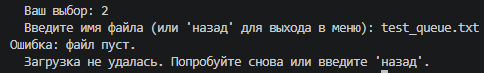 Ваш выбор: 2
Введите имя файла (или 'назад' для выхода в меню): test_queue.txt
Ошибка: файл пуст.
Загрузка не удалась. Попробуйте снова или введите 'назад'.